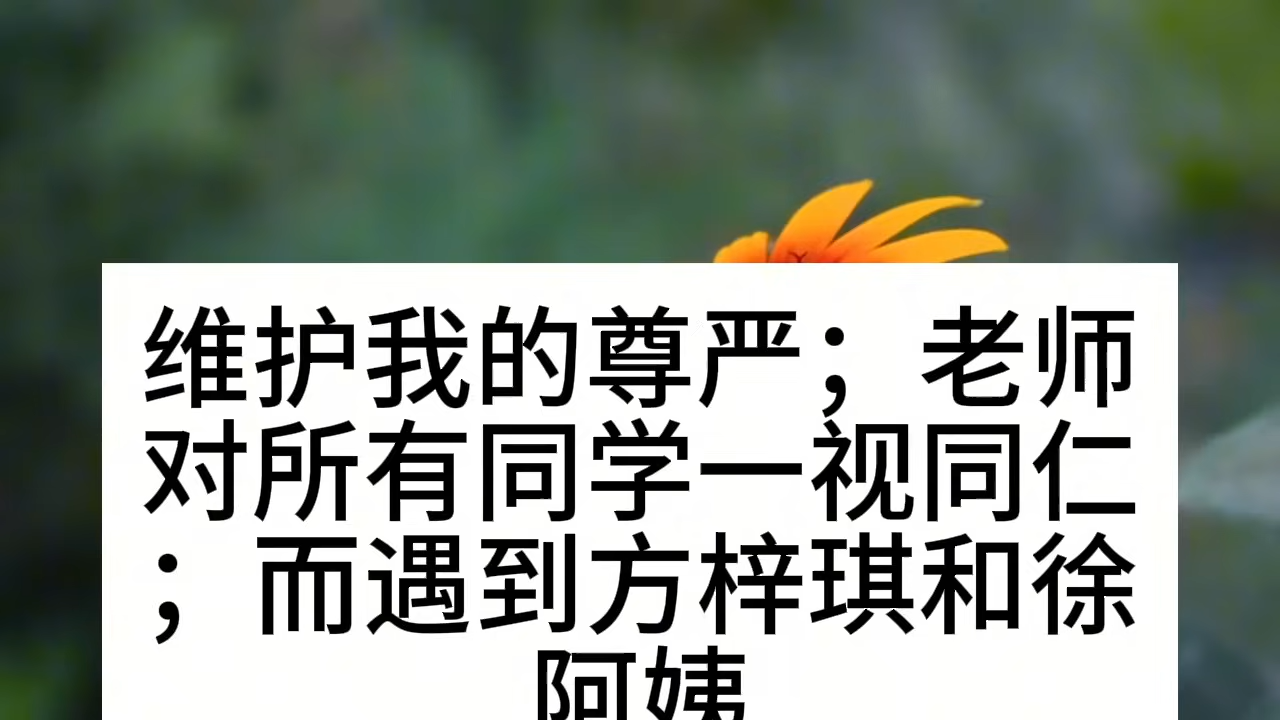 维护我的尊严；老师
对所有同学一视同仁
；而遇到方梓琪和徐
阿姨